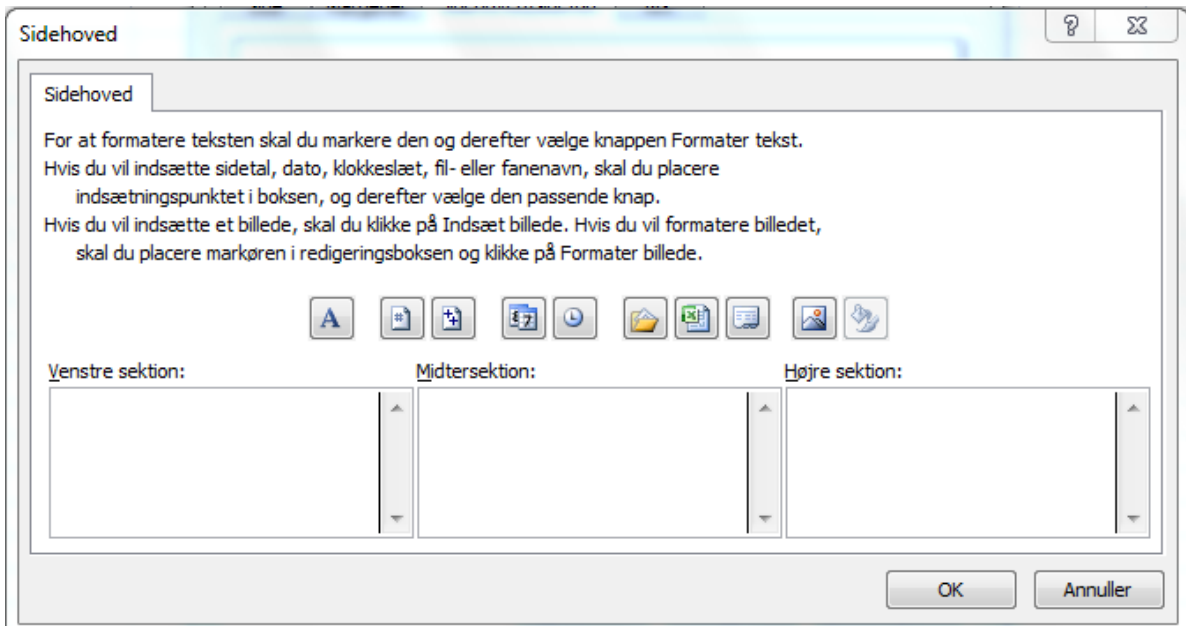 Sidehoved
Sidehoved
For at formatere teksten skal du markere den og derefter vælge knappen Formater tekst.
Hvis du vil indsætte sidetal, dato, klokkeslæt, fil- eller fanenavn, skal du placere
indsætningspunktet i boksen, og derefter vælge den passende knap.
Hvis du vil indsætte et billede, skal du klikke på Indsæt billede. Hvis du vil formatere billedet,
skal du placere markøren i redigeringsboksen og klikke på Formater billede.
Venstre sektion: Midtersektion: Højre sektion:
OK Annuller